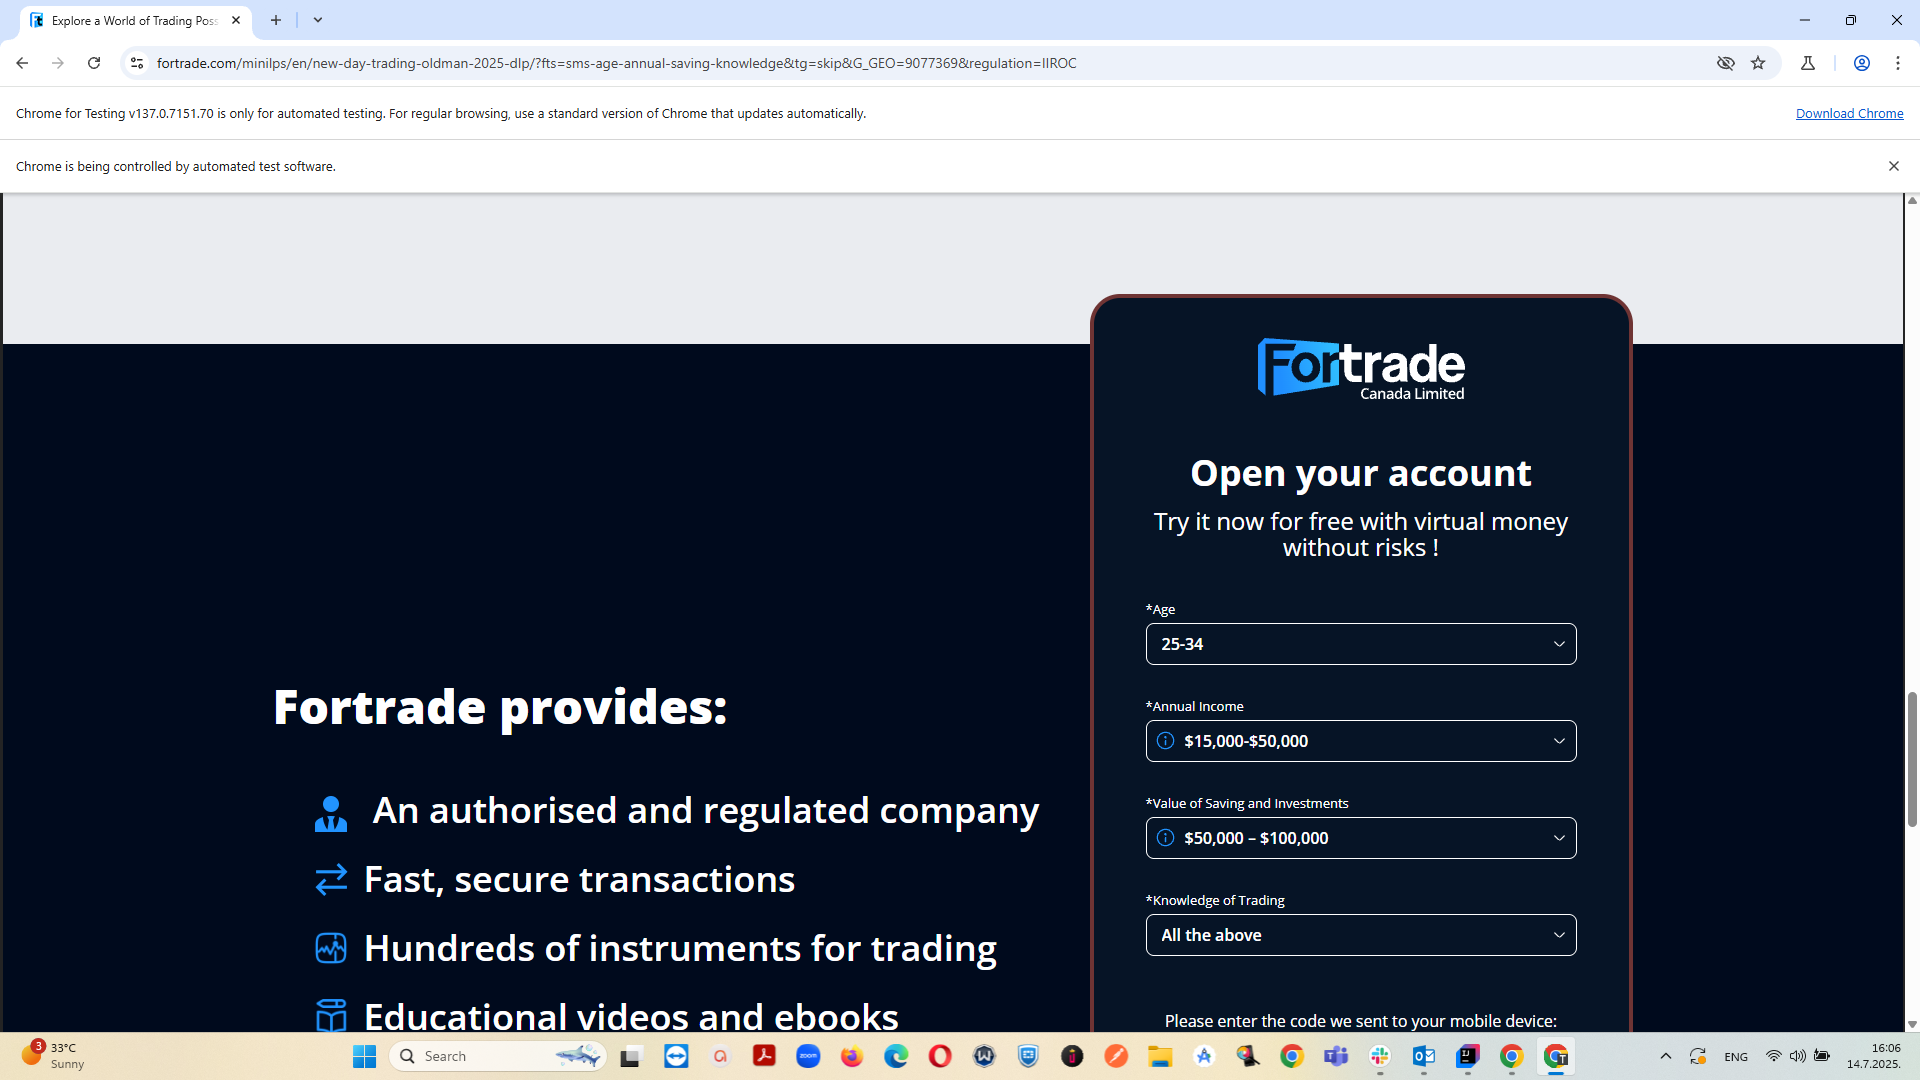 Explore a World of Trading Poss
fortrade.com/minilps/en/new-day-trading-oldman-2025-dlp/?fts=sms-age-annual-saving-knowledge&tg=skip&G_GEO=9077369&regulation=IIROC
Chrome for Testing v137.0.7151.70 is only for automated testing. For regular browsing, use a standard version of Chrome that updates automatically.
Download Chrome
Chrome is being controlled by automated test software.
Fortrade
Canada Limited
Open your account
Try it now for free with virtual money
without risks !
*Age
25-34
*Annual Income
$15,000-$50,000
*Value of Saving and Investments
$50,000 – $100,000
*Knowledge of Trading
All the above
Please enter the code we sent to your mobile device:
Fortrade provides:
An authorised and regulated company
Fast, secure transactions
Hundreds of instruments for trading
Educational videos and ebooks
3
33°C
Sunny
Search
zoom
ENG
16:06
14.7.2025.